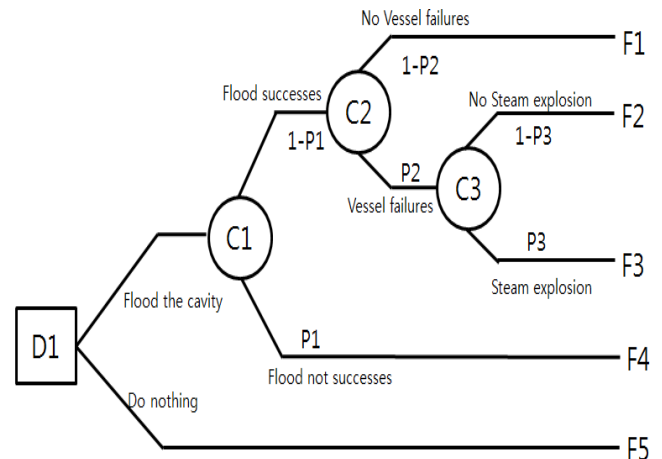 No Vessel failures
F1
1-P2
Flood successes
C2
No Steam explosion
F2
1-P1
1-P3
P2
C3
Vessel failures
C1
P3
F3
Steam explosion
Flood the cavity
D1
P1
F4
Flood not successes
Do nothing
F5